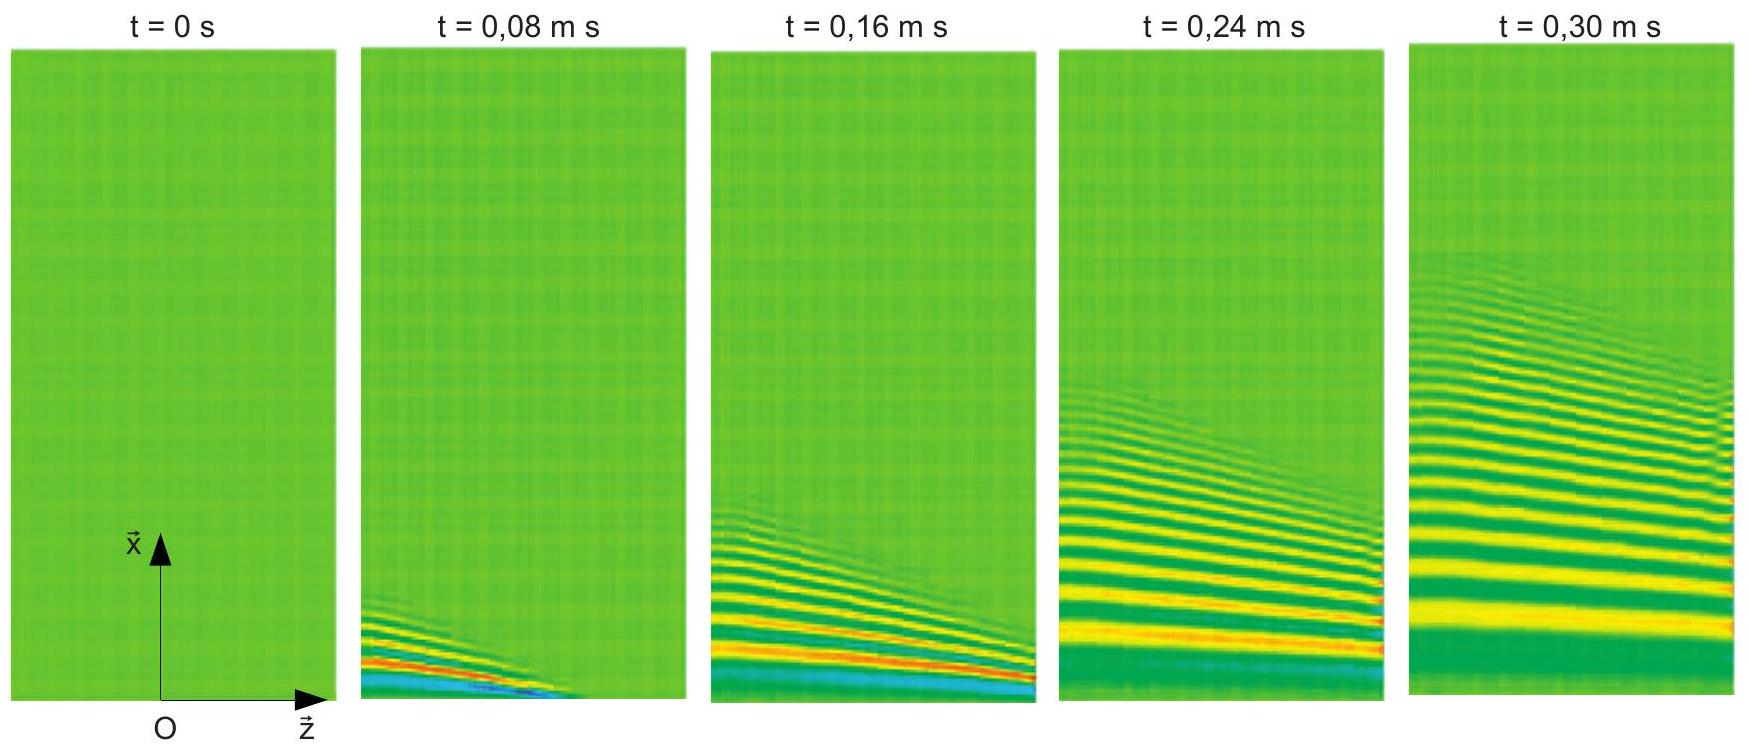 t = 0 s
t = 0,08 m s
t = 0,16 m s
t = 0,24 m s
t = 0,30 m s
x⃗
O
z⃗